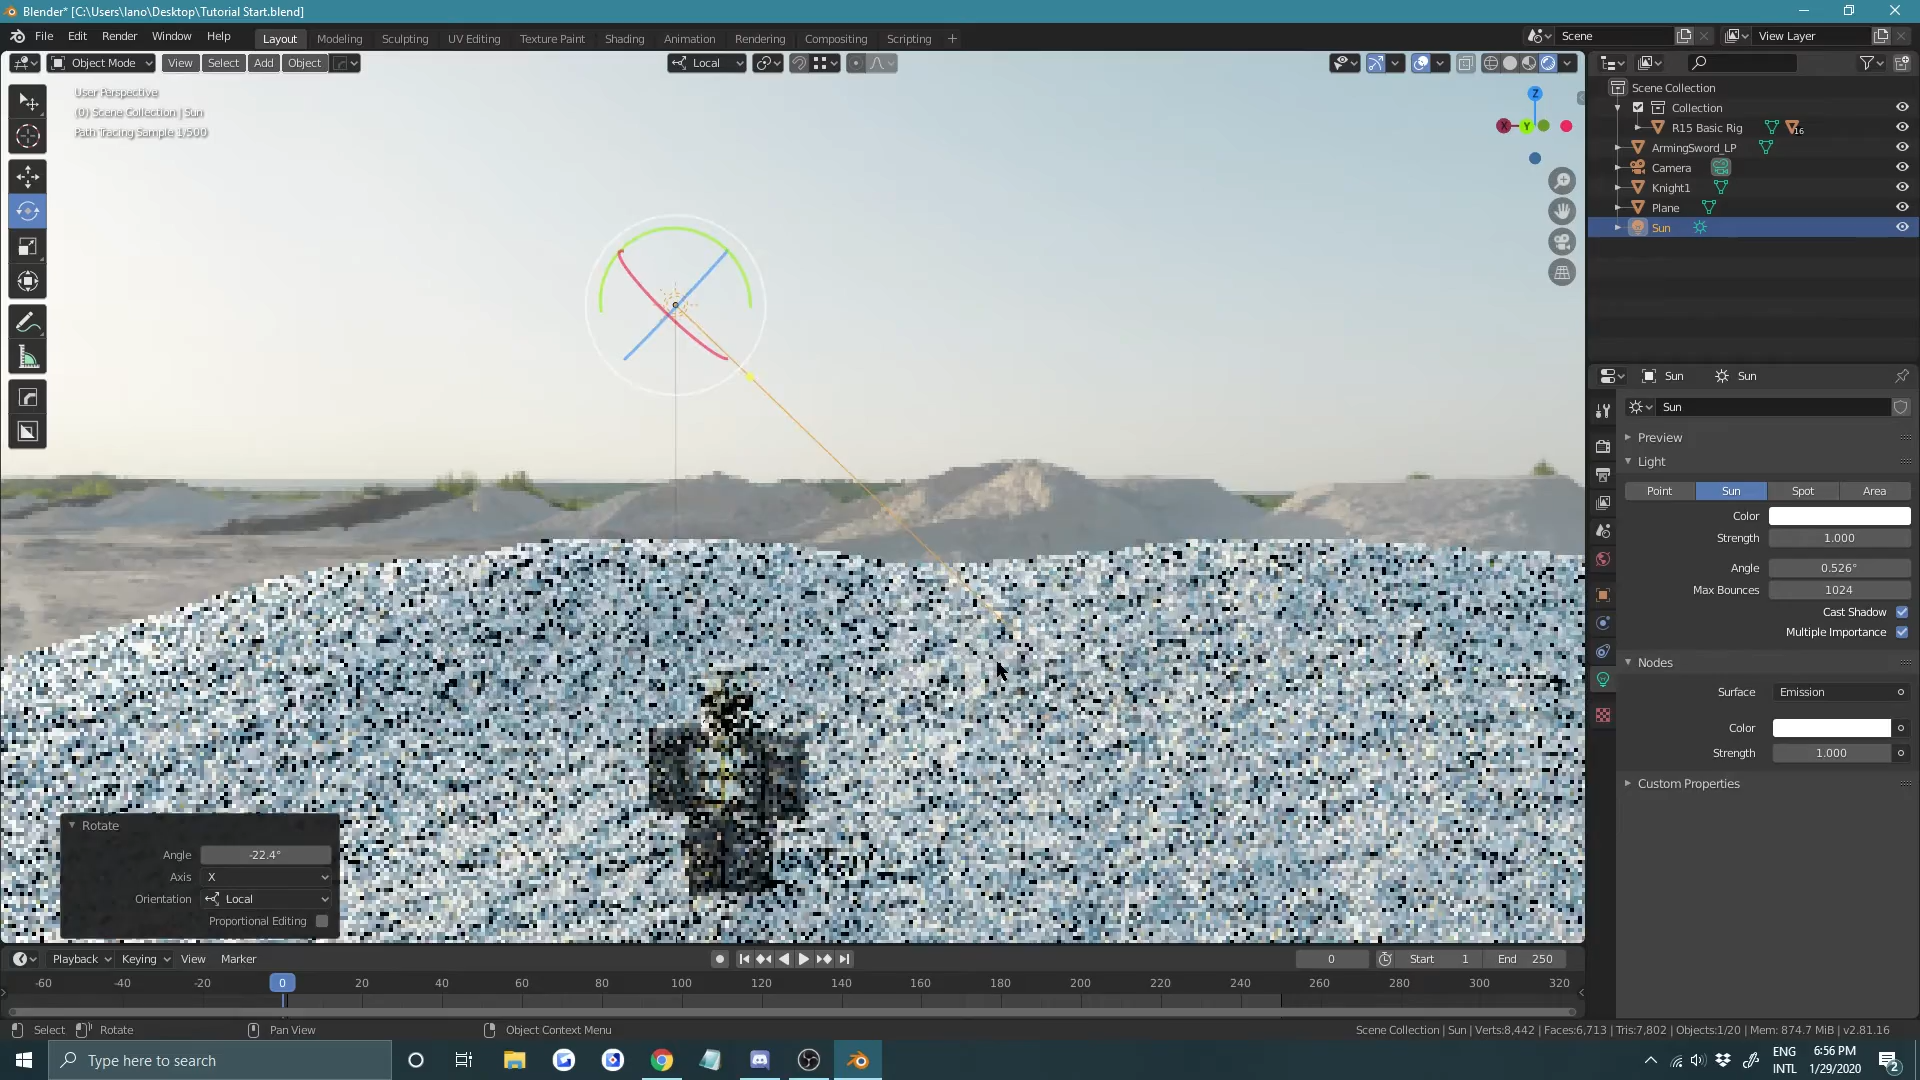 Blender* [C:\Users\Iano\Desktop\Tutorial Start.blend]
File Edit Render Window Help Layout Modeling Sculpting UV Editing Texture Paint Shading Animation Rendering Compositing Scripting + Scene View Layer
Object Mode View Select Add Object Local
User Perspective
(0) Scene Collection | Sun
Path Tracing Sample 1/500
Z
X Y
Scene Collection
Collection
R15 Basic Rig 16
ArmingSword_LP
Camera
Knight1
Plane
Sun
Sun Sun
Sun
Preview
Light
Point Sun Spot Area
Color
Strength 1.000
Angle 0.526°
Max Bounces 1024
Cast Shadow
Multiple Importance
Nodes
Surface Emission
Color
Strength 1.000
Custom Properties
Rotate
Angle -22.4°
Axis X
Orientation Local
Proportional Editing
Playback Keying View Marker 0 Start 1 End 250
-60 -40 -20 0 20 40 60 80 100 120 140 160 180 200 220 240 260 280 300 320
Select Rotate Pan View Object Context Menu Scene Collection | Sun | Verts:8,442 | Faces:6,713 | Tris:7,802 | Objects:1/20 | Mem: 874.7 MiB | v2.81.16
Type here to search
ENG
INTL
6:56 PM
1/29/2020
2